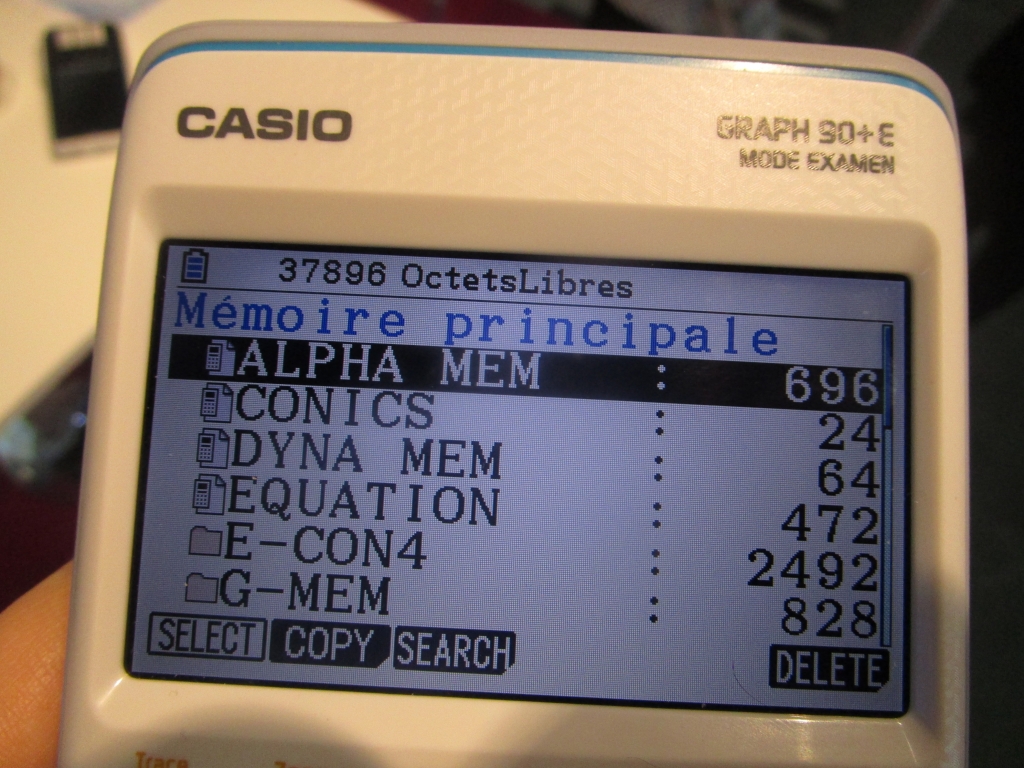 CASIO
GRAPH 90+E
MODE EXAMEN
37896 OctetsLibres
Mémoire principale
ALPHA MEM : 696
CONICS : 24
DYNA MEM : 64
EQUATION : 472
E-CON4 : 2492
G-MEM : 828
SELECT COPY SEARCH DELETE
Trace